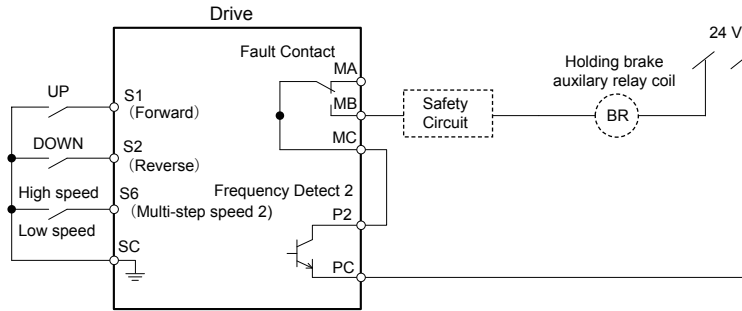 Drive
24 V
Fault Contact
MA
Holding brake
auxilary relay coil
UP
S1
(Forward)
MB
Safety
Circuit
BR
DOWN
MC
S2
(Reverse)
High speed
S6
Frequency Detect 2
(Multi-step speed 2)
P2
Low speed
SC
PC